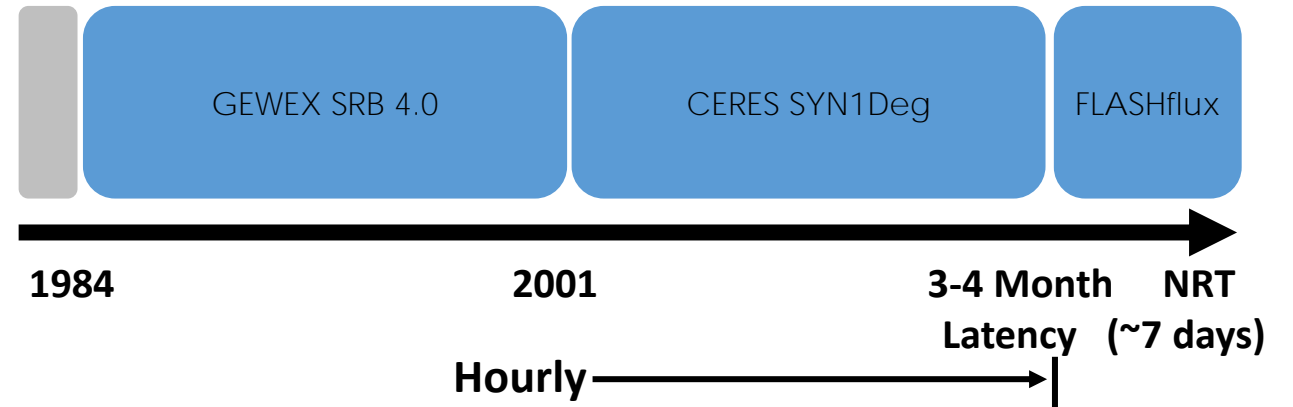 GEWEX SRB 4.0
CERES SYN1Deg
FLASHflux
1984
2001
3-4 Month
Latency
NRT
(~7 days)
Hourly